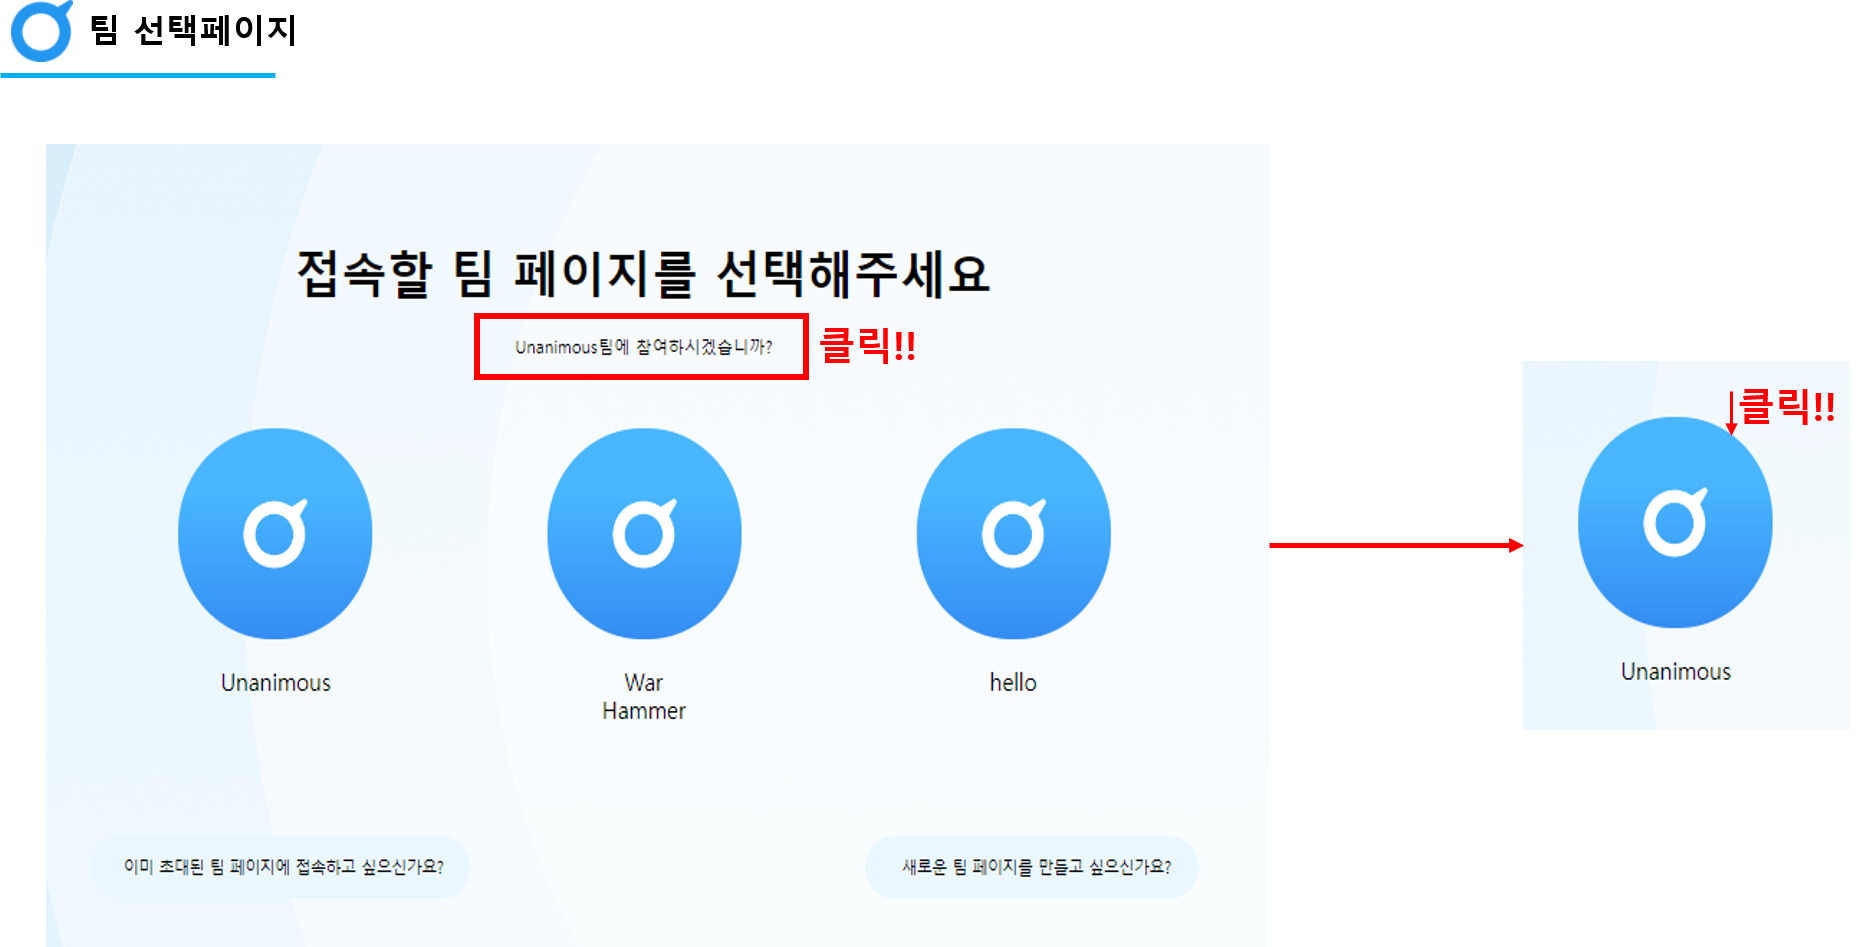 팀 선택페이지
접속할 팀 페이지를 선택해주세요
Unanimous팀에 참여하시겠습니까?
클릭!!
Unanimous
War
Hammer
hello
이미 초대된 팀 페이지에 접속하고 싶으신가요?
새로운 팀 페이지를 만들고 싶으신가요?
클릭!!
Unanimous